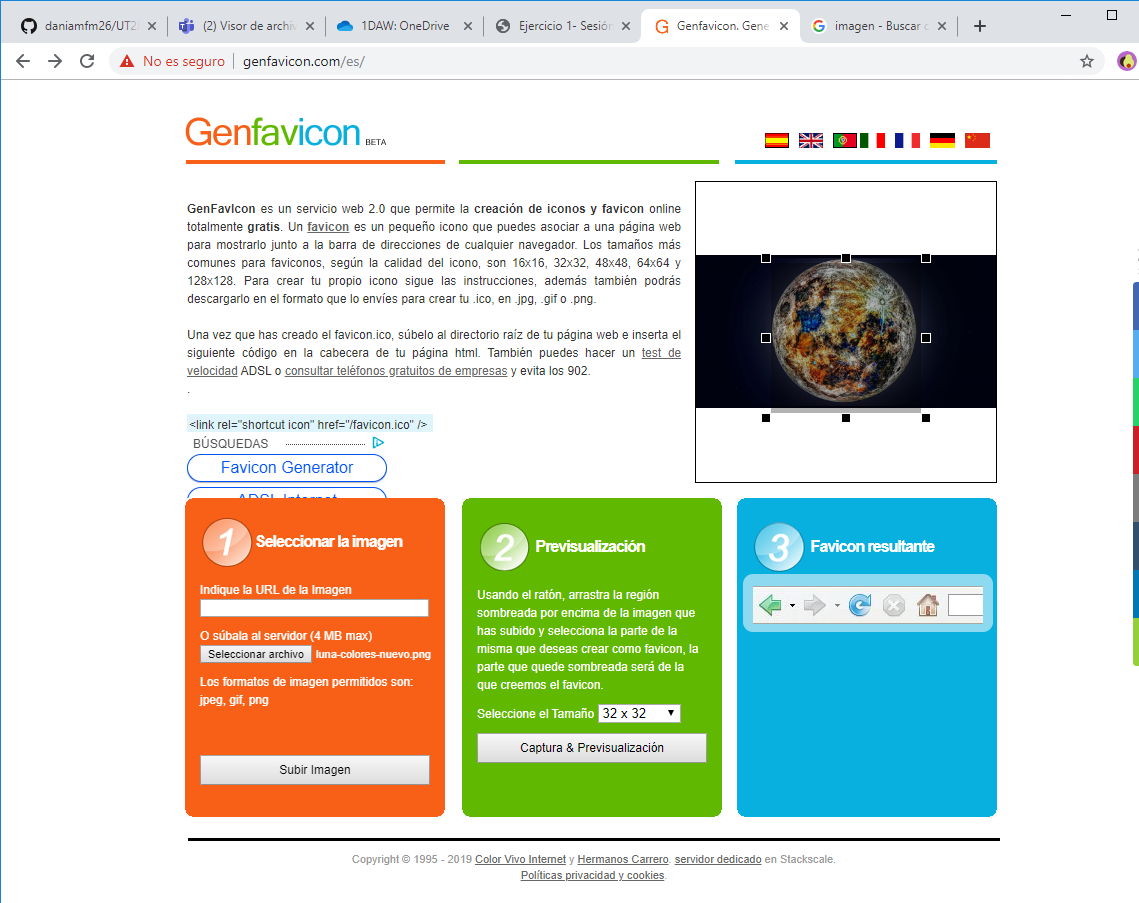 daniamfm26/UT2
(2) Visor de archiv
1DAW: OneDrive
Ejercicio 1- Sesión
Genfavicon. Gene
imagen - Buscar c
No es seguro | genfavicon.com/es/
Genfavicon BETA
GenFavIcon es un servicio web 2.0 que permite la creación de iconos y favicon online
totalmente gratis. Un favicon es un pequeño icono que puedes asociar a una página web
para mostrarlo junto a la barra de direcciones de cualquier navegador. Los tamaños más
comunes para faviconos, según la calidad del icono, son 16x16, 32x32, 48x48, 64x64 y
128x128. Para crear tu propio icono sigue las instrucciones, además también podrás
descargarlo en el formato que lo envíes para crear tu .ico, en .jpg, .gif o .png.
Una vez que has creado el favicon.ico, súbelo al directorio raíz de tu página web e inserta el
siguiente código en la cabecera de tu página html. También puedes hacer un test de
velocidad ADSL o consultar teléfonos gratuitos de empresas y evita los 902.
.
<link rel="shortcut icon" href="/favicon.ico" />
BÚSQUEDAS
Favicon Generator
ADSL Internet
1 Seleccionar la imagen
Indique la URL de la Imagen
O súbala al servidor (4 MB max)
Seleccionar archivo luna-colores-nuevo.png
Los formatos de imagen permitidos son:
jpeg, gif, png
Subir Imagen
2 Previsualización
Usando el ratón, arrastra la región
sombreada por encima de la imagen que
has subido y selecciona la parte de la
misma que deseas crear como favicon, la
parte que quede sombreada será de la
que creemos el favicon.
Seleccione el Tamaño 32 x 32
Captura & Previsualización
3 Favicon resultante
Copyright © 1995 - 2019 Color Vivo Internet y Hermanos Carrero. servidor dedicado en Stackscale.
Políticas privacidad y cookies.